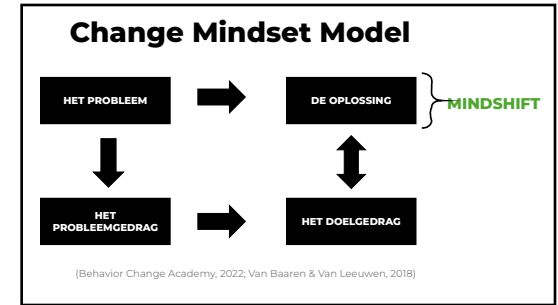 Change Mindset Model
HET PROBLEEM
DE OPLOSSING
MINDSHIFT
HET
PROBLEEMGEDRAG
HET DOELGEDRAG
(Behavior Change Academy, 2022; Van Baaren & Van Leeuwen, 2018)